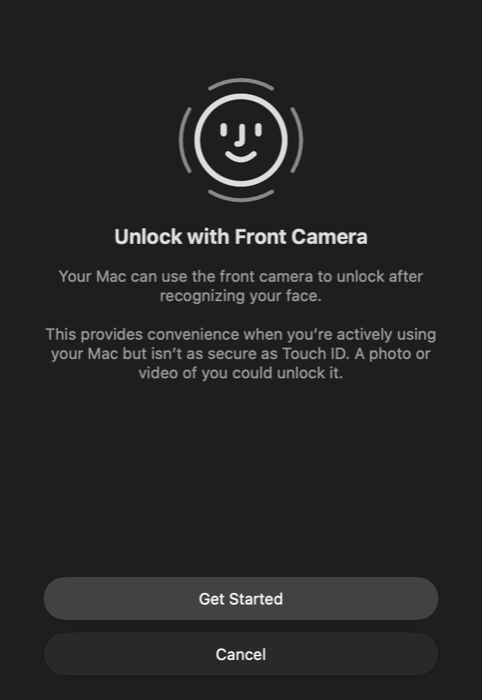 Unlock with Front Camera
Your Mac can use the front camera to unlock after
recognizing your face.
This provides convenience when you’re actively using
your Mac but isn’t as secure as Touch ID. A photo or
video of you could unlock it.
Get Started
Cancel